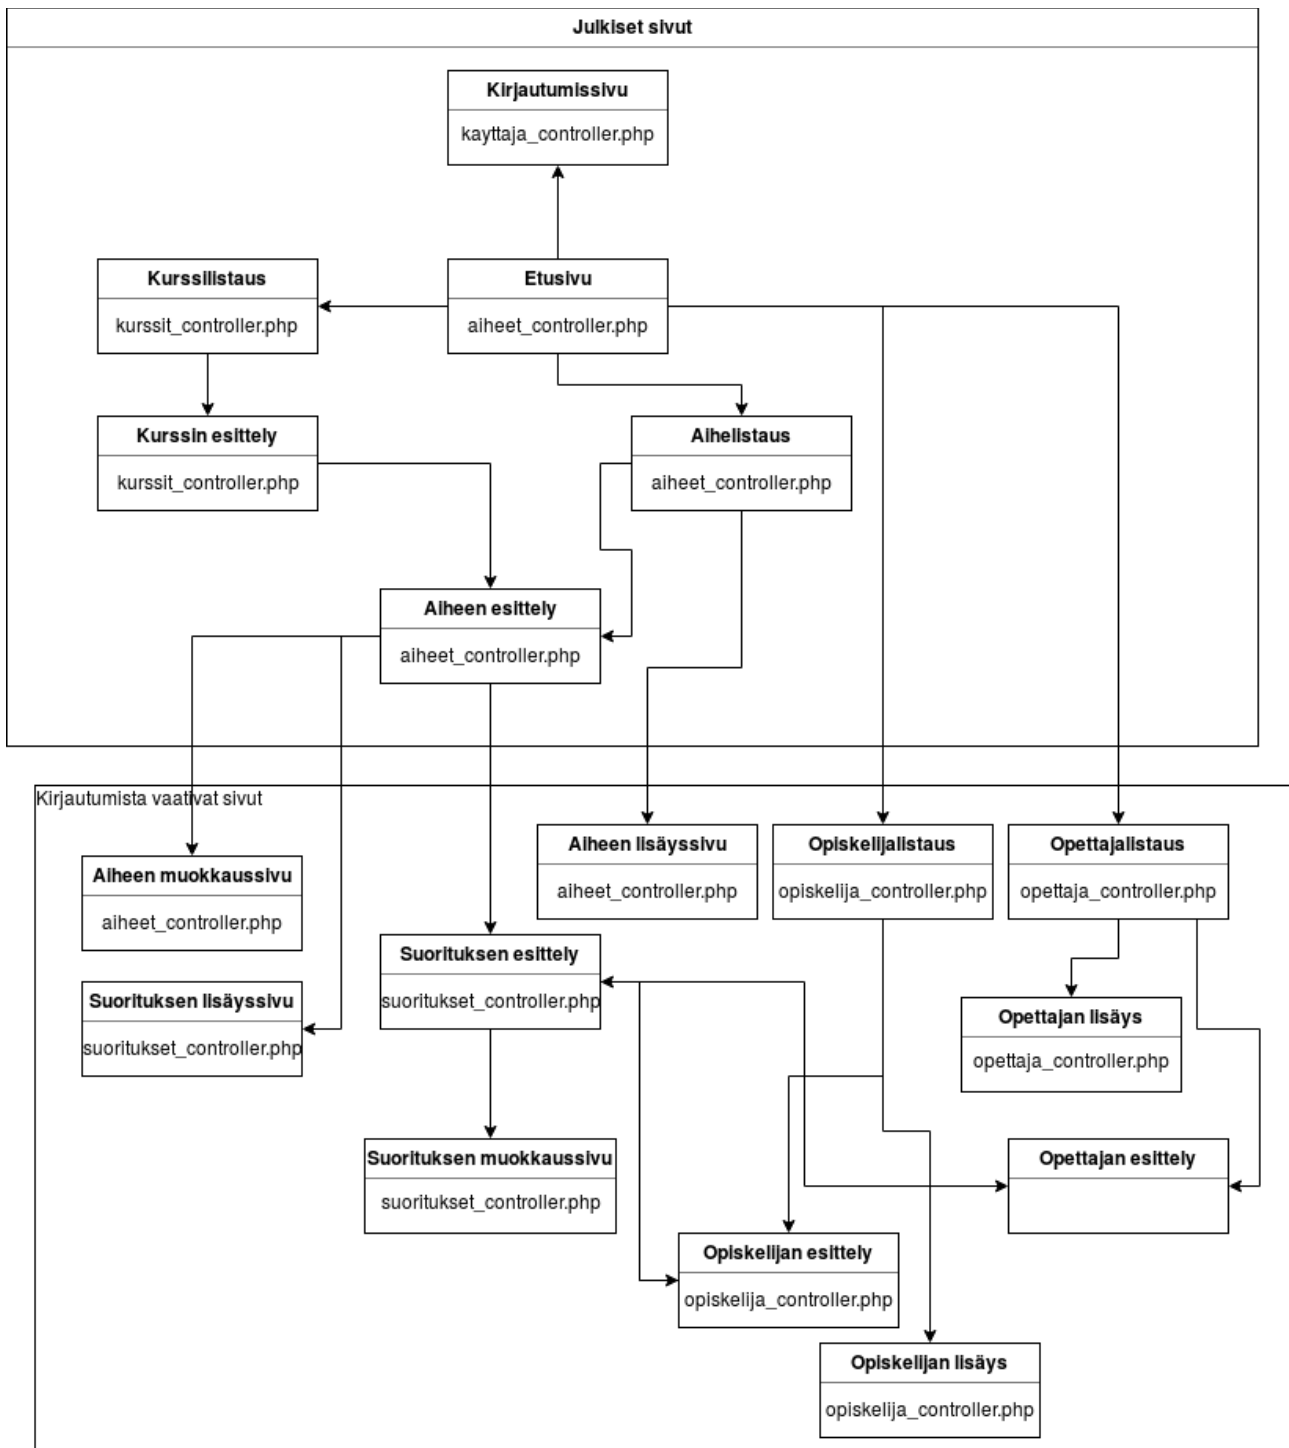 Julkiset sivut
Kirjautumissivu
kayttaja_controller.php
Kurssilistaus
kurssit_controller.php
Etusivu
aiheet_controller.php
Kurssin esittely
kurssit_controller.php
Aihelistaus
aiheet_controller.php
Aiheen esittely
aiheet_controller.php
Kirjautumista vaativat sivut
Aiheen lisäyssivu
aiheet_controller.php
Opiskelijalistaus
opiskelija_controller.php
Opettajalistaus
opettaja_controller.php
Aiheen muokkaussivu
aiheet_controller.php
Suorituksen esittely
suoritukset_controller.php
Suorituksen lisäyssivu
suoritukset_controller.php
Opettajan lisäys
opettaja_controller.php
Suorituksen muokkaussivu
suoritukset_controller.php
Opettajan esittely
Opiskelijan esittely
opiskelija_controller.php
Opiskelijan lisäys
opiskelija_controller.php